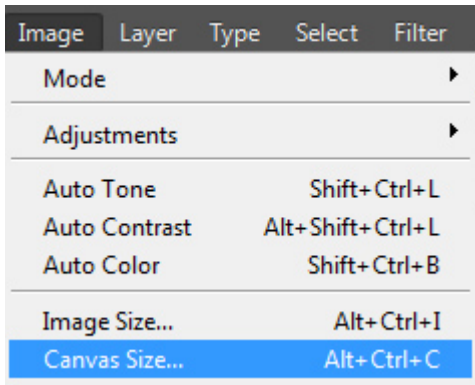 Image Layer Type Select Filter
Mode
Adjustments
Auto Tone Shift+Ctrl+L
Auto Contrast Alt+Shift+Ctrl+L
Auto Color Shift+Ctrl+B
Image Size... Alt+Ctrl+I
Canvas Size... Alt+Ctrl+C